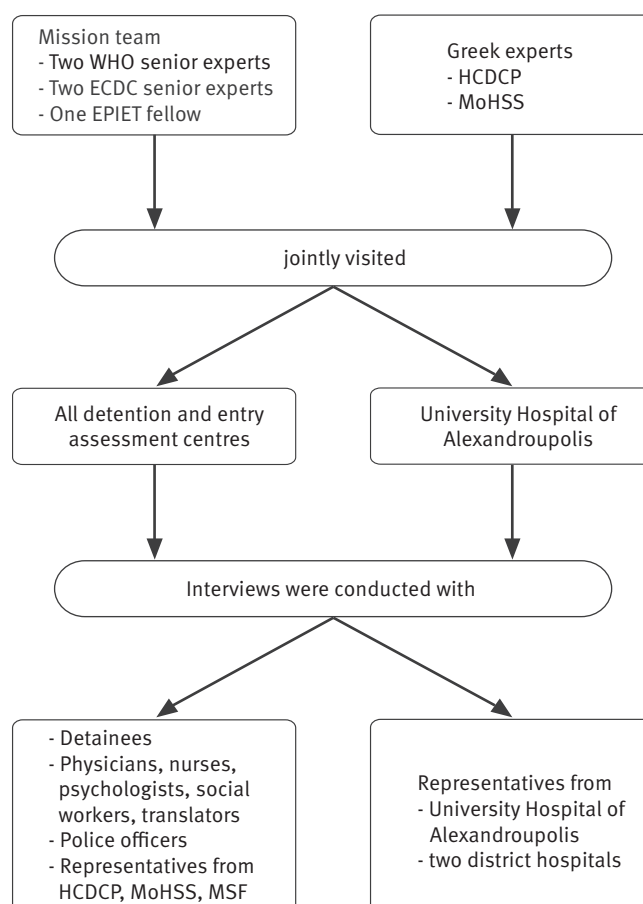 Mission team
- Two WHO senior experts
- Two ECDC senior experts
- One EPIET fellow
Greek experts
- HCDCP
- MoHSS
jointly visited
All detention and entry
assessment centres
University Hospital of
Alexandroupolis
Interviews were conducted with
- Detainees
- Physicians, nurses,
psychologists, social
workers, translators
- Police officers
- Representatives from
HCDCP, MoHSS, MSF
Representatives from
- University Hospital of
Alexandroupolis
- two district hospitals